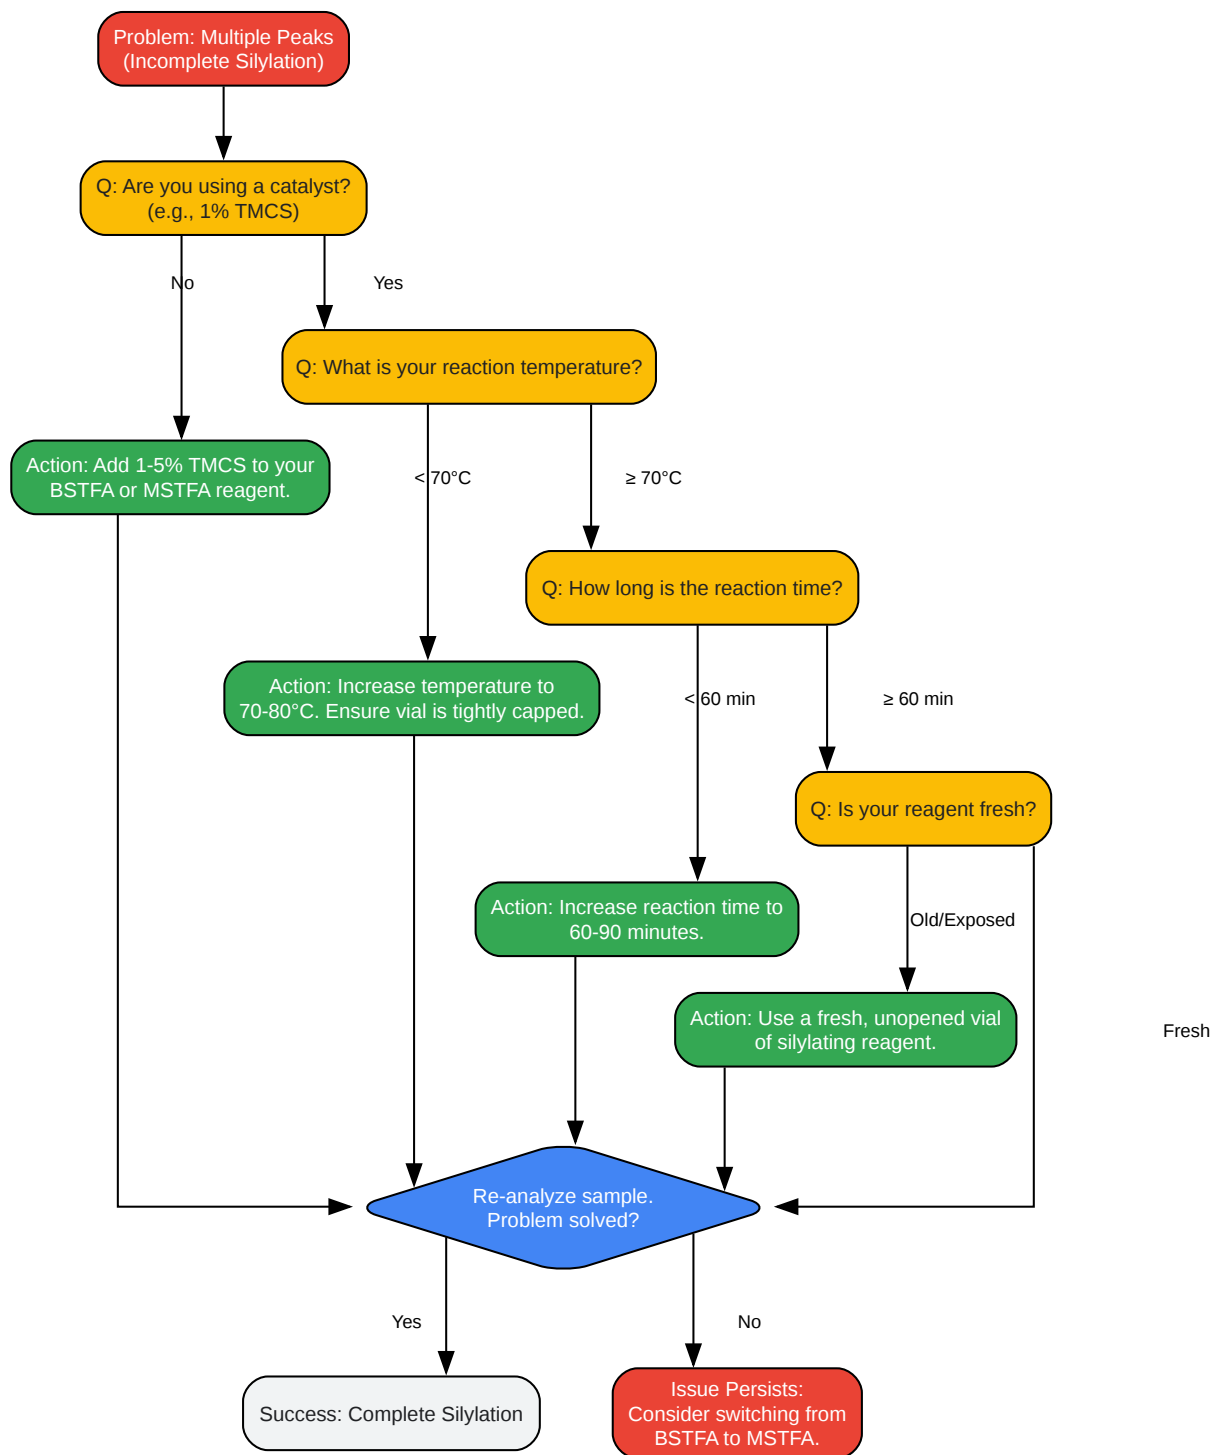 Problem: Multiple Peaks
(Incomplete Silylation)
Q: Are you using a catalyst?
(e.g., 1% TMCS)
No
Yes
Q: What is your reaction temperature?
Action: Add 1-5% TMCS to your
BSTFA or MSTFA reagent.
< 70°C
≥ 70°C
Q: How long is the reaction time?
Action: Increase temperature to
70-80°C. Ensure vial is tightly capped.
< 60 min
≥ 60 min
Q: Is your reagent fresh?
Action: Increase reaction time to
60-90 minutes.
Old/Exposed
Action: Use a fresh, unopened vial
of silylating reagent.
Fresh
Re-analyze sample.
Problem solved?
Yes
No
Success: Complete Silylation
Issue Persists:
Consider switching from
BSTFA to MSTFA.